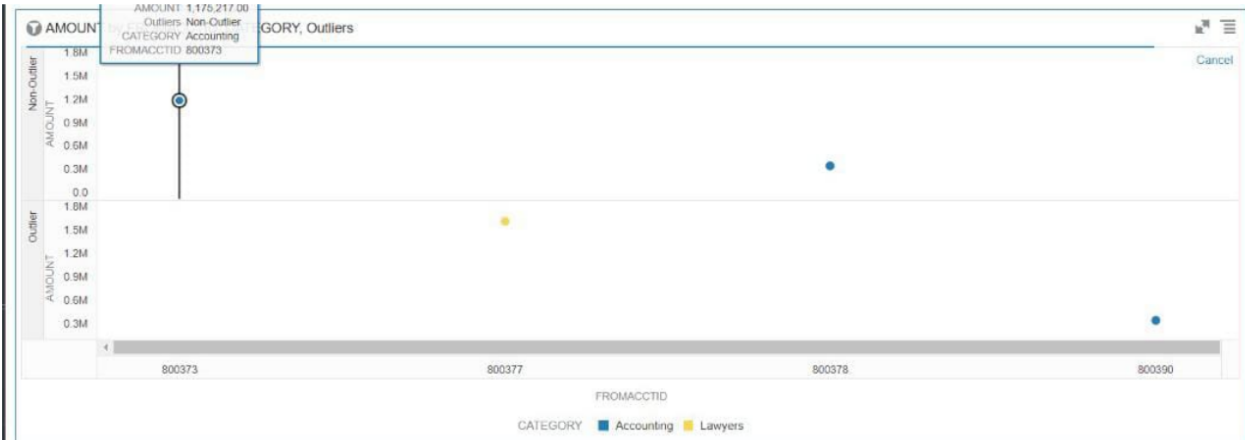 AMOUNT 1,175,217.00
Outliers Non-Outlier
CATEGORY Accounting
FROMACCTID 800373
AMOUN GORY, Outliers
Cancel
Non-Outlier
AMOUNT
1.8M
1.5M
1.2M
0.9M
0.6M
0.3M
0.0
Outlier
AMOUNT
1.8M
1.5M
1.2M
0.9M
0.6M
0.3M
800373 800377 800378 800390
FROMACCTID
CATEGORY Accounting Lawyers